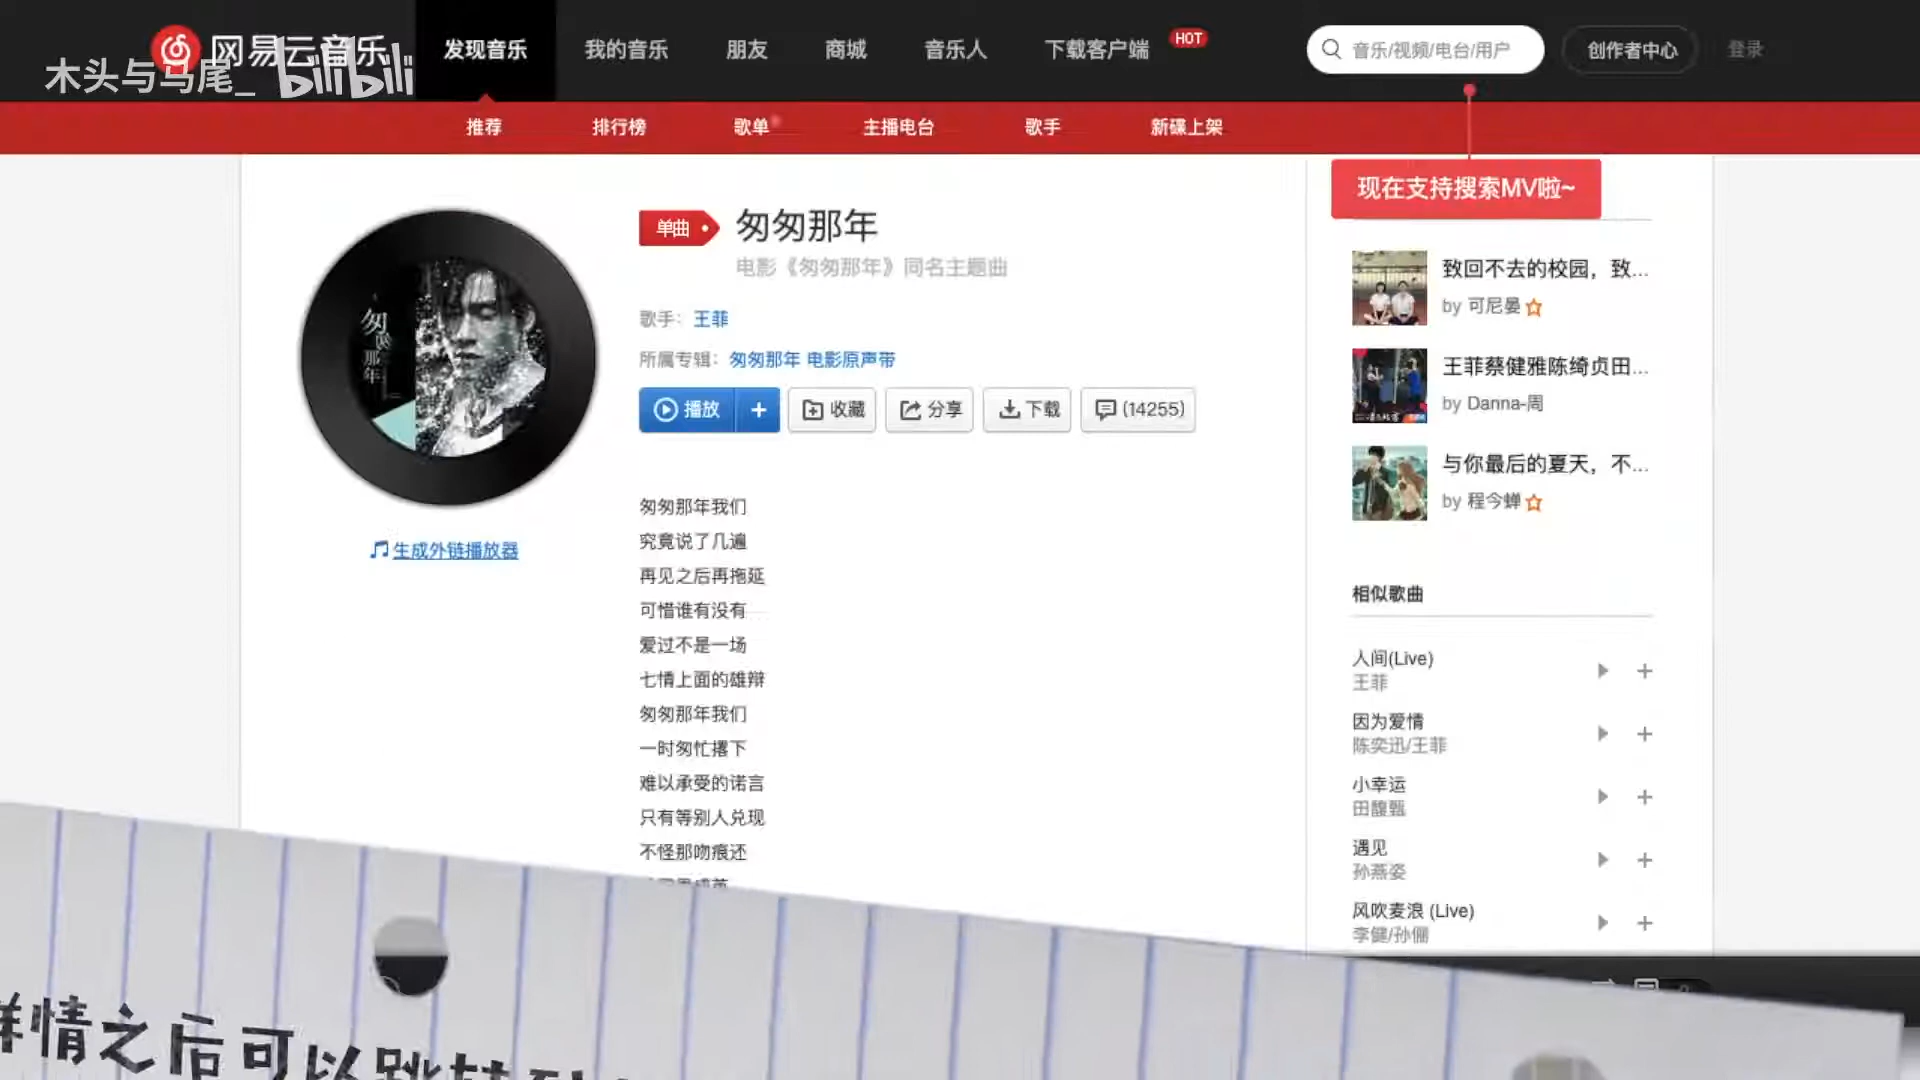 网易云音乐
木头与马尾_ bilibili
发现音乐
我的音乐
朋友
商城
音乐人
下载客户端
HOT
音乐/视频/电台/用户
创作者中心
登录
推荐
排行榜
歌单
主播电台
歌手
新碟上架
现在支持搜索MV啦~
单曲
匆匆那年
电影《匆匆那年》同名主题曲
歌手：王菲
所属专辑：匆匆那年 电影原声带
播放
+
收藏
分享
下载
(14255)
匆匆那年
生成外链播放器
匆匆那年我们
究竟说了几遍
再见之后再拖延
可惜谁有没有
爱过不是一场
七情上面的雄辩
匆匆那年我们
一时匆忙撂下
难以承受的诺言
只有等别人兑现
不怪那吻痕还
致回不去的校园，致...
by 可尼晏
王菲蔡健雅陈绮贞田...
by Danna-周
与你最后的夏天，不...
by 程今蝉
相似歌曲
人间(Live)
王菲
因为爱情
陈奕迅/王菲
小幸运
田馥甄
遇见
孙燕姿
风吹麦浪 (Live)
李健/孙俪
详情之后可以跳转到